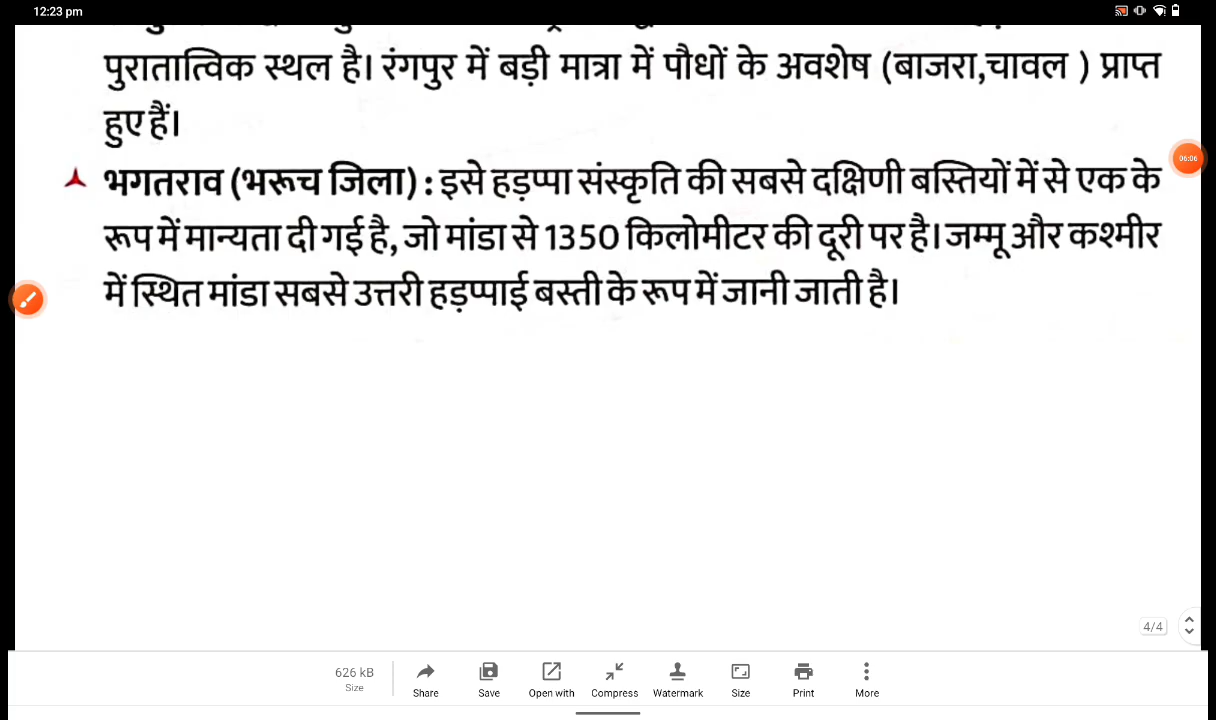 12:23 pm
पुरातात्विक स्थल है। रंगपुर में बड़ी मात्रा में पौधों के अवशेष (बाजरा,चावल ) प्राप्त
हुए हैं।
06:06
भगतराव (भरूच जिला) : इसे हड़प्पा संस्कृति की सबसे दक्षिणी बस्तियों में से एक के
रूप में मान्यता दी गई है, जो मांडा से 1350 किलोमीटर की दूरी पर है। जम्मू और कश्मीर
में स्थित मांडा सबसे उत्तरी हड़प्पाई बस्ती के रूप में जानी जाती है।
4/4
626 kB
Size
Share
Save
Open with
Compress
Watermark
Size
Print
More